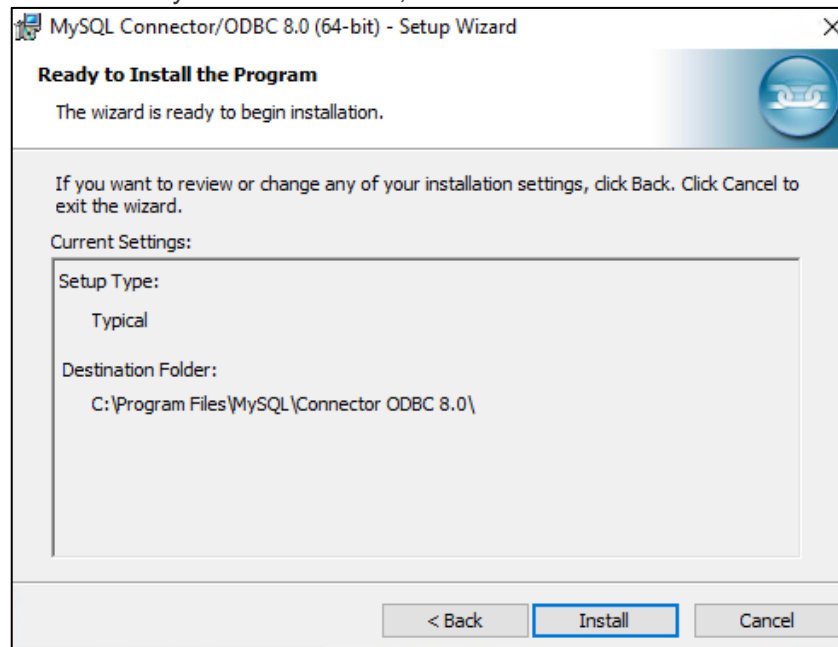 MySQL Connector/ODBC 8.0 (64-bit) - Setup Wizard
Ready to Install the Program
The wizard is ready to begin installation.
If you want to review or change any of your installation settings, click Back. Click Cancel to
exit the wizard.
Current Settings:
Setup Type:
Typical
Destination Folder:
C:\Program Files\MySQL\Connector ODBC 8.0\
< Back
Install
Cancel